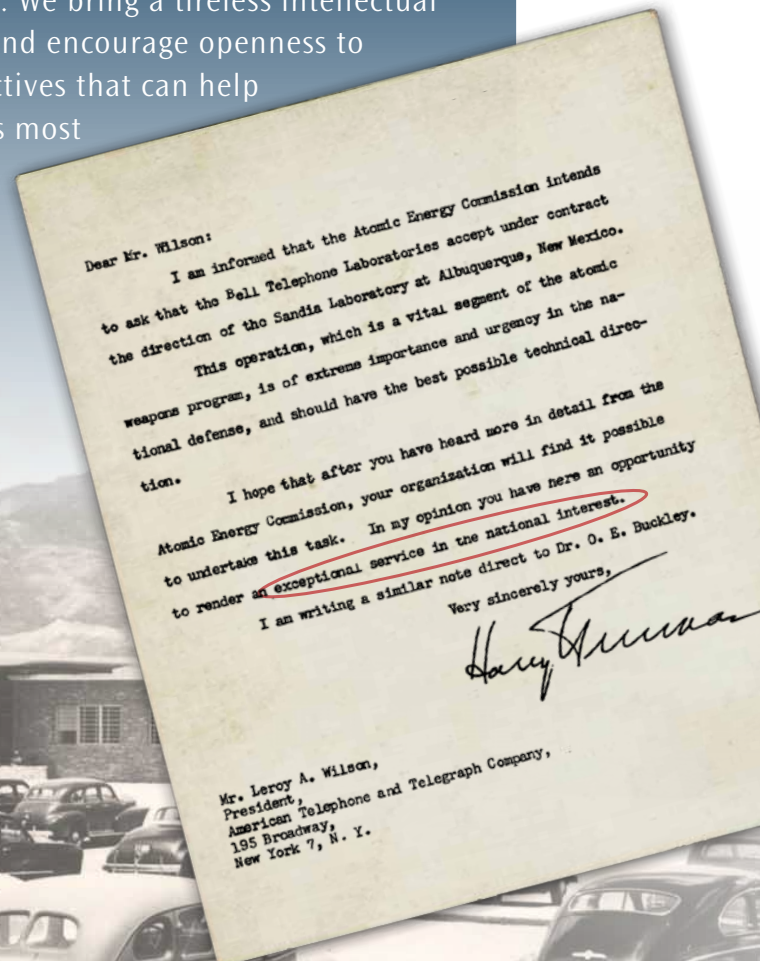 . We bring a tireless intellectual
nd encourage openness to
ctives that can help
s most
Dear Mr. Wilson:
I am informed that the Atomic Energy Commission intends
to ask that the Bell Telephone Laboratories accept under contract
the direction of the Sandia Laboratory at Albuquerque, New Mexico.
This operation, which is a vital segment of the atomic
weapons program, is of extreme importance and urgency in the na-
tional defense, and should have the best possible technical direc-
tion.
I hope that after you have heard more in detail from the
Atomic Energy Commission, your organization will find it possible
to undertake this task. In my opinion you have here an opportunity
to render an exceptional service in the national interest.
I am writing a similar note direct to Dr. O. E. Buckley.
Very sincerely yours,
Harry Truman
Mr. Leroy A. Wilson,
President,
American Telephone and Telegraph Company,
195 Broadway,
New York 7, N. Y.